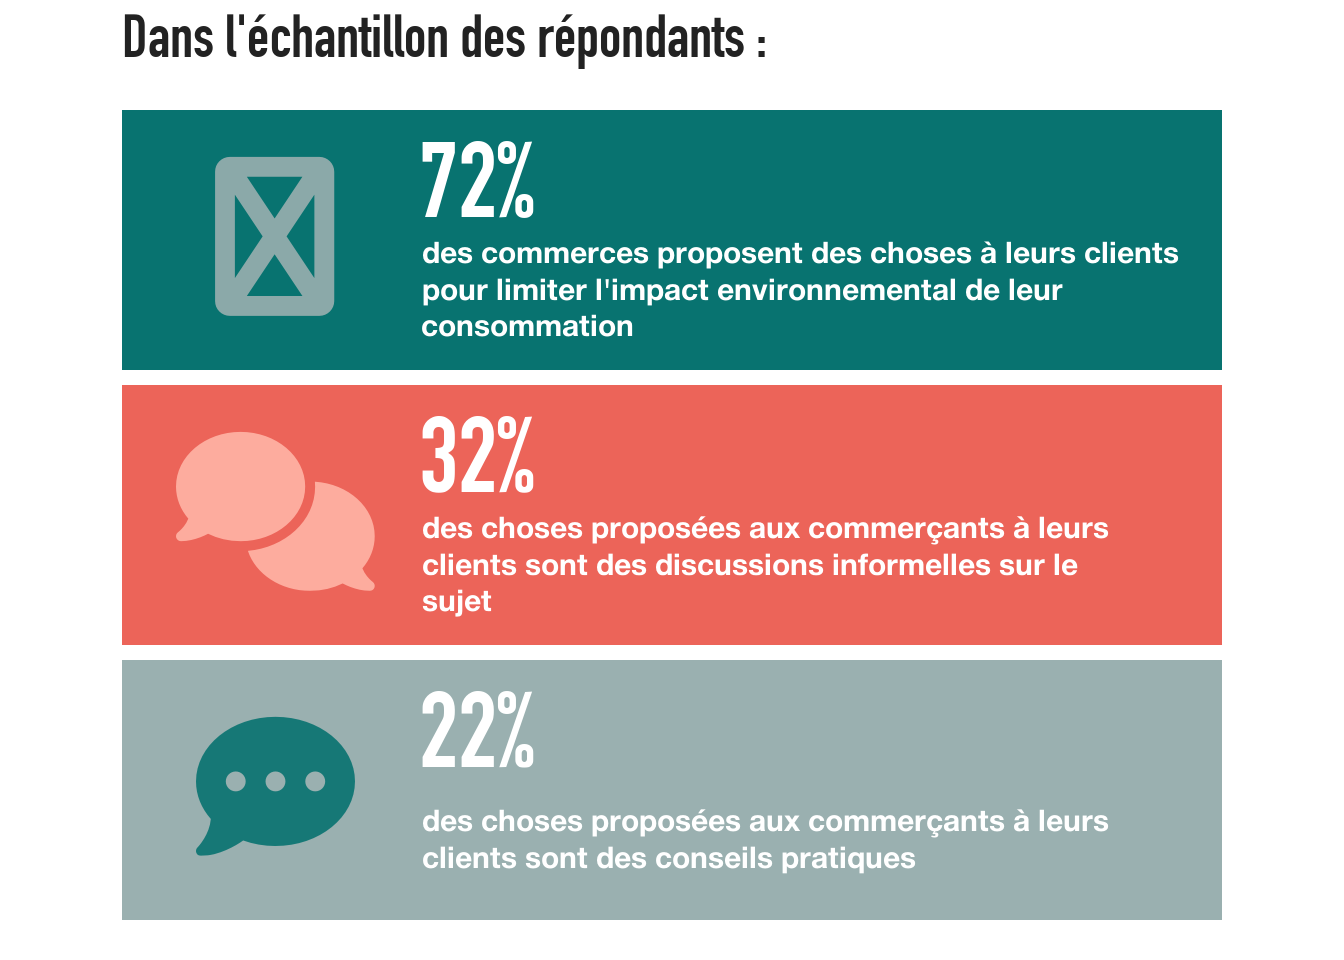 Dans l'échantillon des répondants :
72%
des commerces proposent des choses à leurs clients
pour limiter l'impact environnemental de leur
consommation
32%
des choses proposées aux commerçants à leurs
clients sont des discussions informelles sur le
sujet
22%
des choses proposées aux commerçants à leurs
clients sont des conseils pratiques